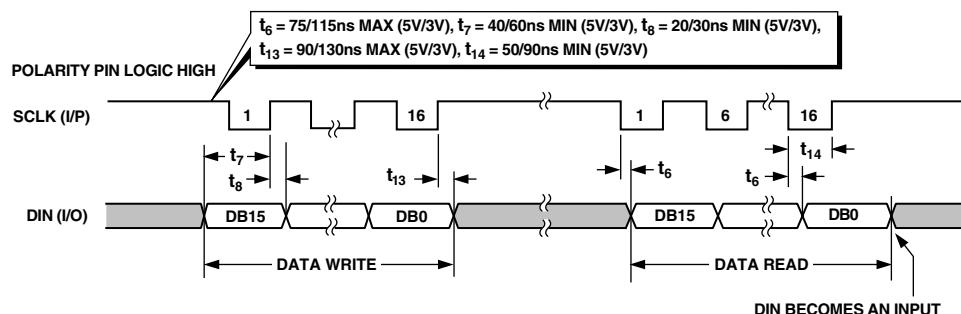 t6 = 75/115ns MAX (5V/3V), t7 = 40/60ns MIN (5V/3V), t8 = 20/30ns MIN (5V/3V),
t13 = 90/130ns MAX (5V/3V), t14 = 50/90ns MIN (5V/3V)
POLARITY PIN LOGIC HIGH
SCLK (I/P)
1
16
1
6
16
t7
t8
t13
t6
t6
t14
DIN (I/O)
DB15
DB0
DB15
DB0
DATA WRITE
DATA READ
DIN BECOMES AN INPUT